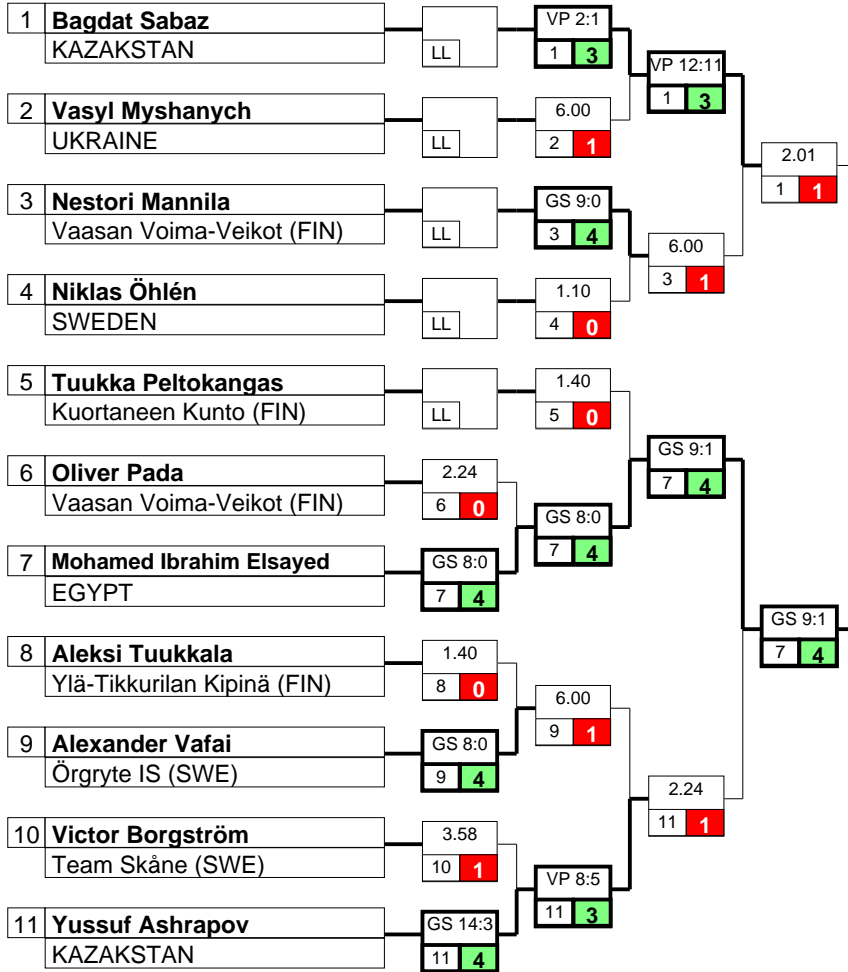 1 Bagdat Sabaz
KAZAKSTAN
LL
VP 2:1
1 3
VP 12:11
1 3
2 Vasyl Myshanych
UKRAINE
LL
6.00
2 1
2.01
1 1
3 Nestori Mannila
Vaasan Voima-Veikot (FIN)
LL
GS 9:0
3 4
6.00
3 1
4 Niklas Öhlén
SWEDEN
LL
1.10
4 0
5 Tuukka Peltokangas
Kuortaneen Kunto (FIN)
LL
1.40
5 0
GS 9:1
7 4
6 Oliver Pada
Vaasan Voima-Veikot (FIN)
2.24
6 0
GS 8:0
7 4
7 Mohamed Ibrahim Elsayed
EGYPT
GS 8:0
7 4
GS 9:1
7 4
8 Aleksi Tuukkala
Ylä-Tikkurilan Kipinä (FIN)
1.40
8 0
6.00
9 1
9 Alexander Vafai
Örgryte IS (SWE)
GS 8:0
9 4
2.24
11 1
10 Victor Borgström
Team Skåne (SWE)
3.58
10 1
VP 8:5
11 3
11 Yussuf Ashrapov
KAZAKSTAN
GS 14:3
11 4